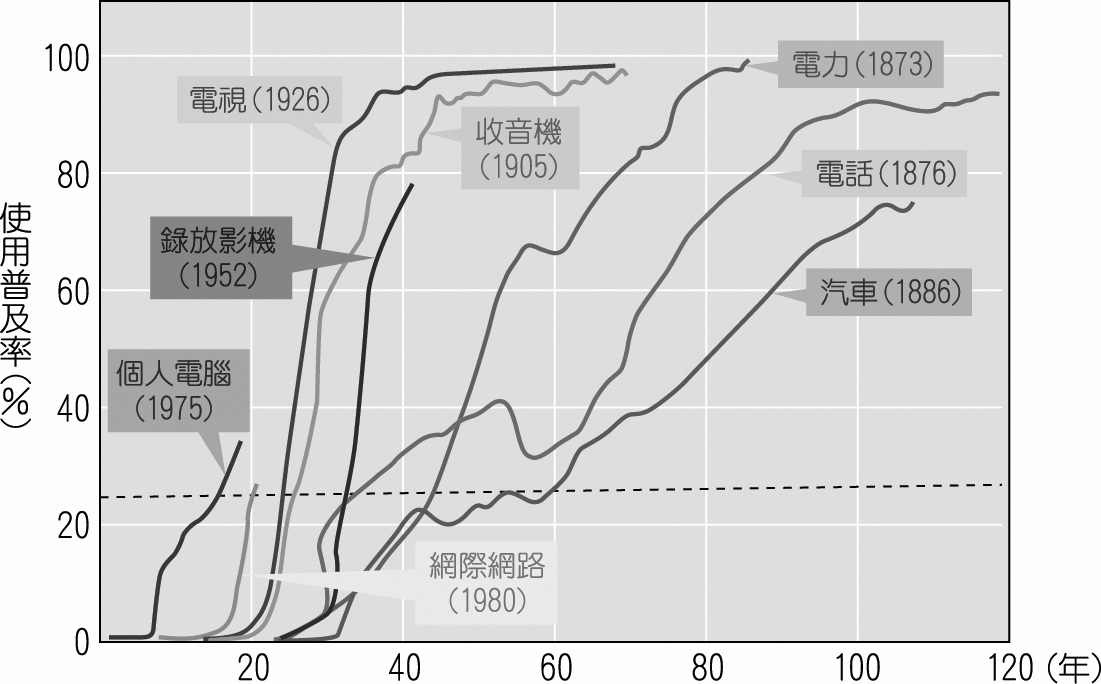 使用普及率(%)
100
80
60
40
20
0
電視(1926)
收音機
(1905)
電力(1873)
電話(1876)
汽車(1886)
錄放影機
(1952)
個人電腦
(1975)
網際網路
(1980)
20
40
60
80
100
120 (年)